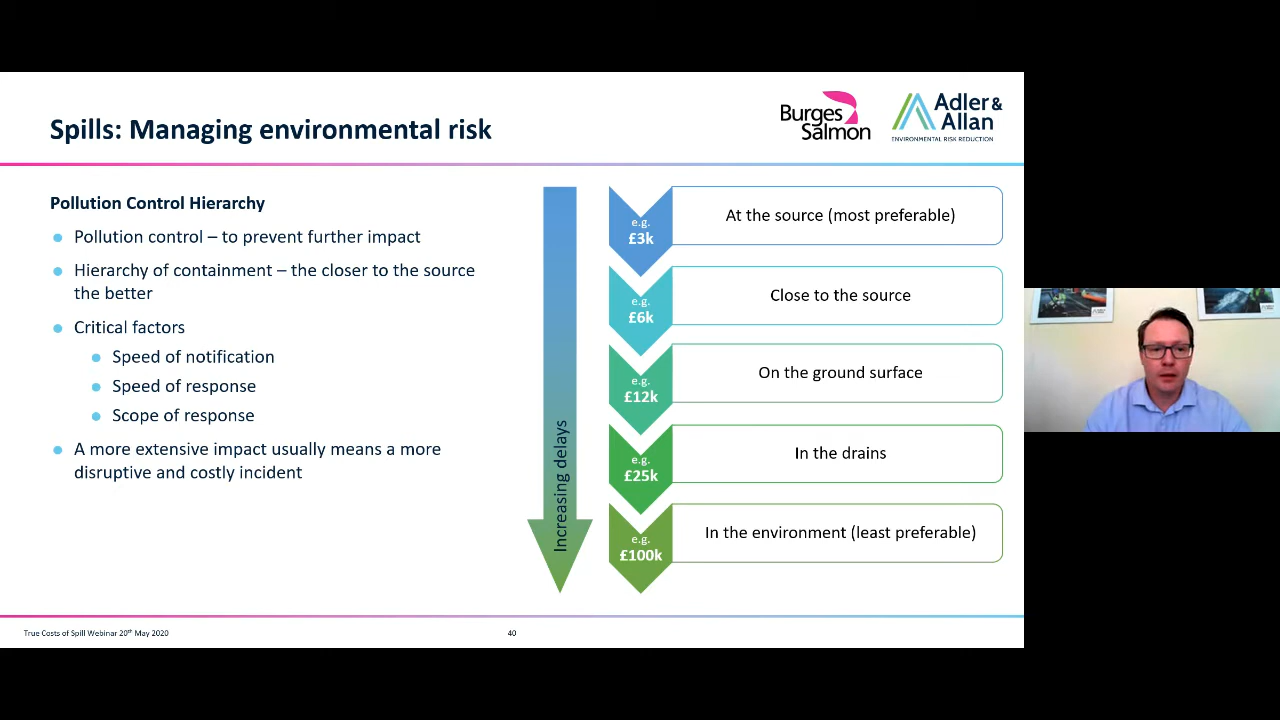 Spills: Managing environmental risk
Burges
Salmon
Adler &
Allan
ENVIRONMENTAL RISK REDUCTION
Pollution Control Hierarchy
Pollution control – to prevent further impact
Hierarchy of containment – the closer to the source
the better
Critical factors
Speed of notification
Speed of response
Scope of response
A more extensive impact usually means a more
disruptive and costly incident
Increasing delays
e.g.
£3k
At the source (most preferable)
e.g.
£6k
Close to the source
e.g.
£12k
On the ground surface
e.g.
£25k
In the drains
e.g.
£100k
In the environment (least preferable)
True Costs of Spill Webinar 20th May 2020
40